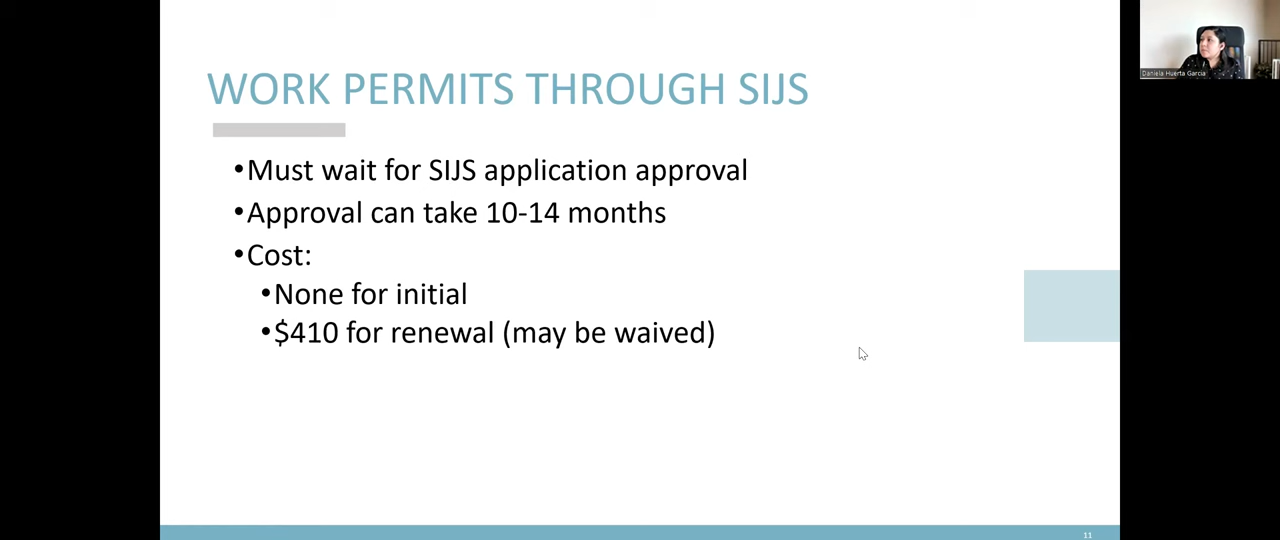 WORK PERMITS THROUGH SIJS
•Must wait for SIJS application approval
•Approval can take 10-14 months
•Cost:
•None for initial
•$410 for renewal (may be waived)
Daniela Huerta Garcia
11